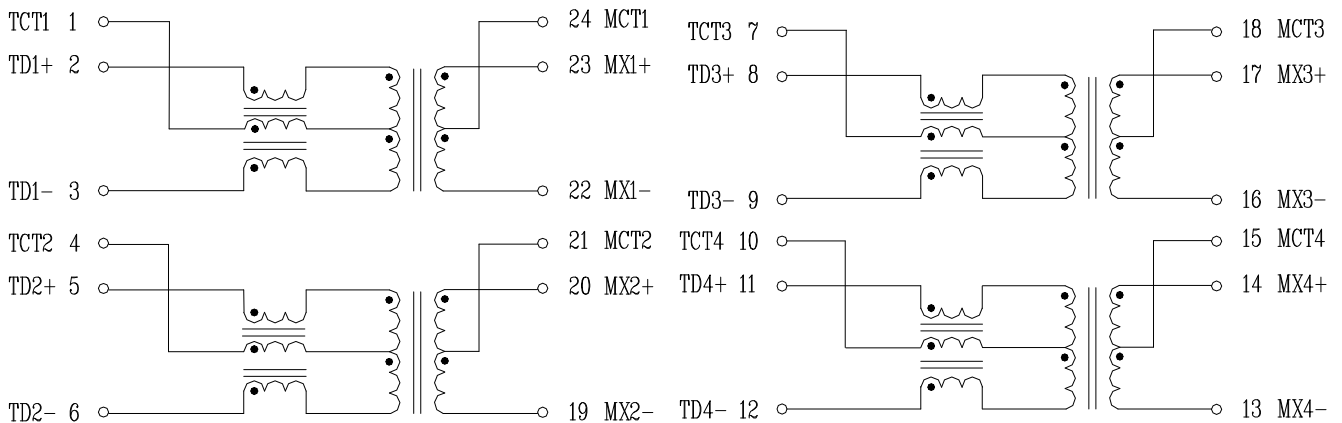 TCT1 1
TD1+ 2
TD1- 3
24 MCT1
23 MX1+
22 MX1-
TCT2 4
TD2+ 5
TD2- 6
21 MCT2
20 MX2+
19 MX2-
TCT3 7
TD3+ 8
TD3- 9
18 MCT3
17 MX3+
16 MX3-
TCT4 10
TD4+ 11
TD4- 12
15 MCT4
14 MX4+
13 MX4-